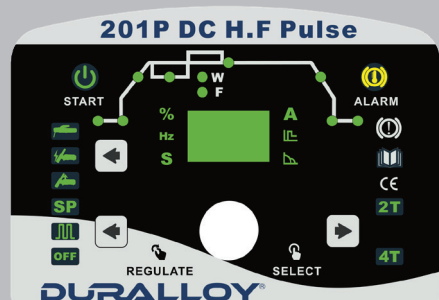 201P DC H.F Pulse
W
F
START
ALARM
%
A
Hz
S
CE
SP
2T
OFF
4T
REGULATE
SELECT
DURALLOY®